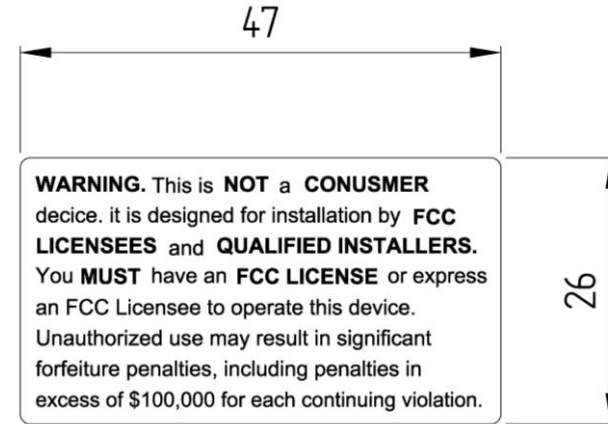 47
WARNING. This is NOT a CONUSMER
decice. it is designed for installation by FCC
LICENSEES and QUALIFIED INSTALLERS.
You MUST have an FCC LICENSE or express
an FCC Licensee to operate this device.
Unauthorized use may result in significant
forfeiture penalties, including penalties in
excess of $100,000 for each continuing violation.
26